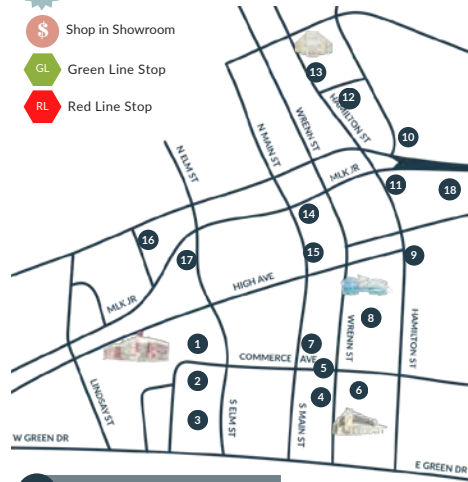 $ Shop in Showroom
GL Green Line Stop
RL Red Line Stop
13
12
HAMILTON ST
WRENN ST
10
N MAIN ST
N ELM ST
MLK JR
11
18
14
16
15
9
17
HIGH AVE
MLK JR
8
WRENN ST
HAMILTON ST
1
7
COMMERCE AVE
5
2
6
4
LINDSAY ST
3
S ELM ST
S MAIN ST
W GREEN DR
E GREEN DR